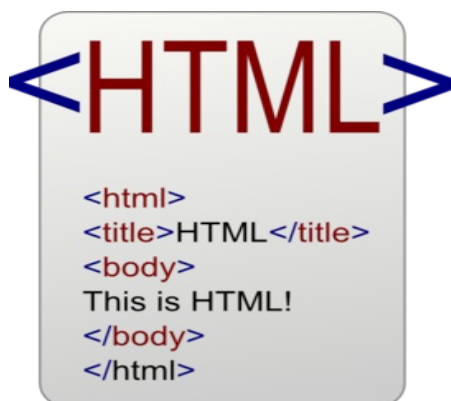 <HTML>
<html>
<title>HTML</title>
<body>
This is HTML!
</body>
</html>